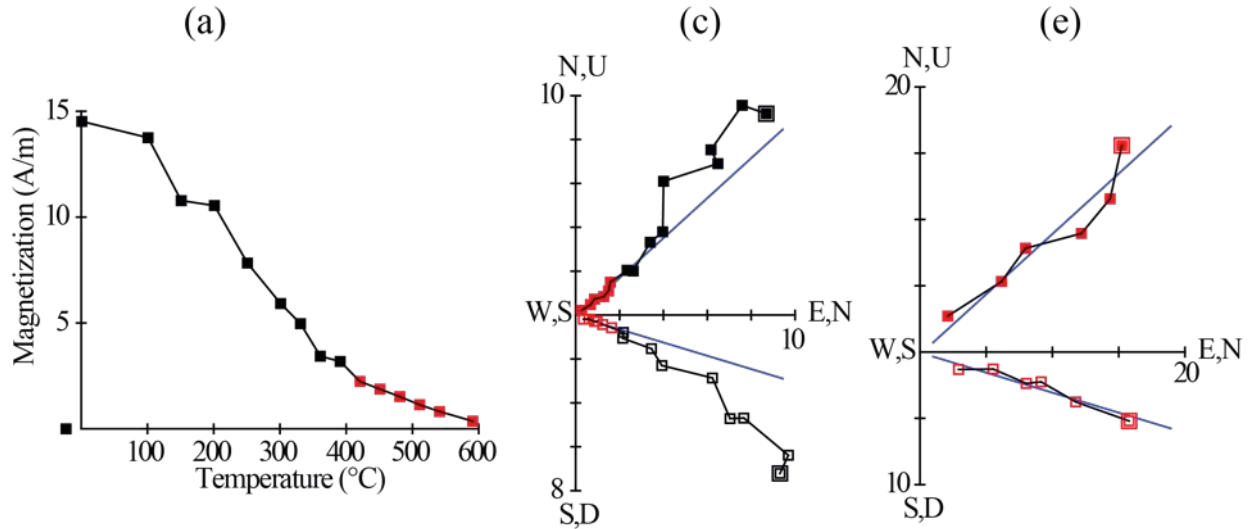 (a)
(c)
(e)
Magnetization (A/m)
15
10
5
100
200
300
400
500
600
Temperature (°C)
N,U
10
W,S
E,N
10
8
S,D
N,U
20
W,S
E,N
20
10
S,D